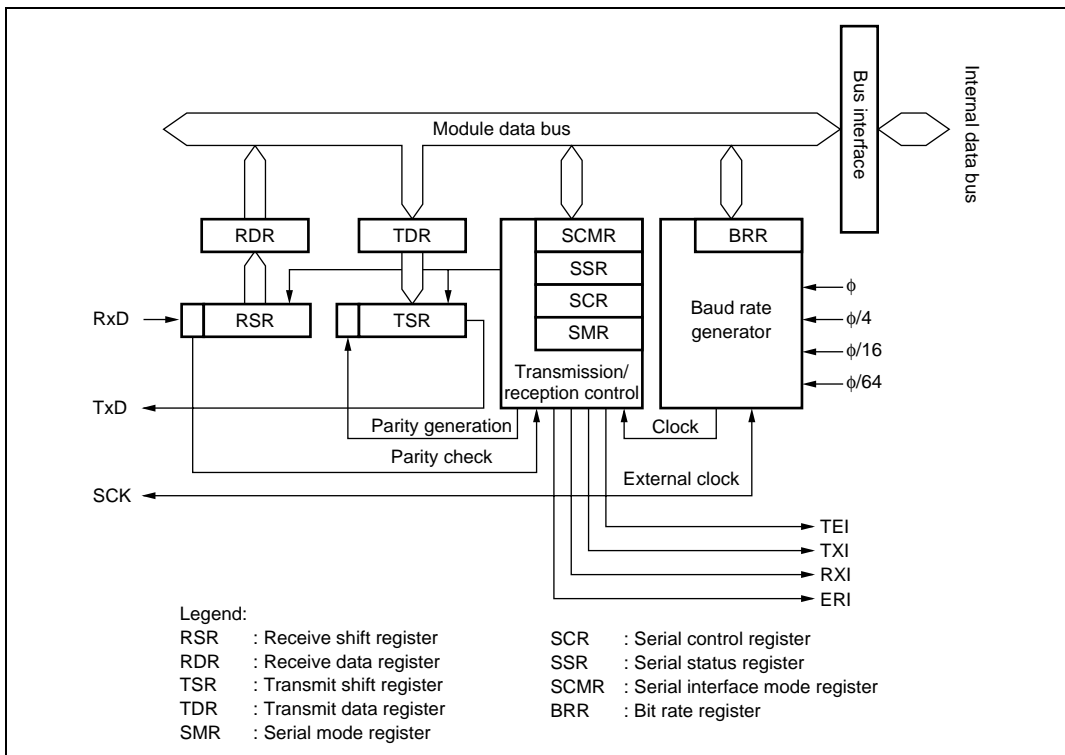 Bus interface
Internal data bus
Module data bus
RDR
TDR
SCMR
BRR
SSR
SCR
SMR
RxD
RSR
TSR
Baud rate
generator
ϕ
ϕ/4
ϕ/16
ϕ/64
Transmission/
reception control
TxD
Parity generation
Clock
Parity check
External clock
SCK
TEI
TXI
RXI
ERI
Legend:
RSR : Receive shift register
RDR : Receive data register
TSR : Transmit shift register
TDR : Transmit data register
SMR : Serial mode register
SCR : Serial control register
SSR : Serial status register
SCMR : Serial interface mode register
BRR : Bit rate register